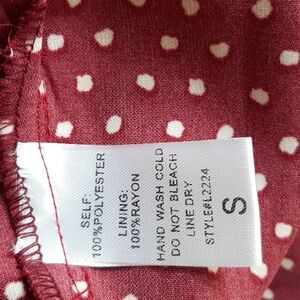 SELF:
100%POLYESTER
LINING:
100%RAYON
HAND WASH COLD
DO NOT BLEACH
LINE DRY
STYLE#L2224
S